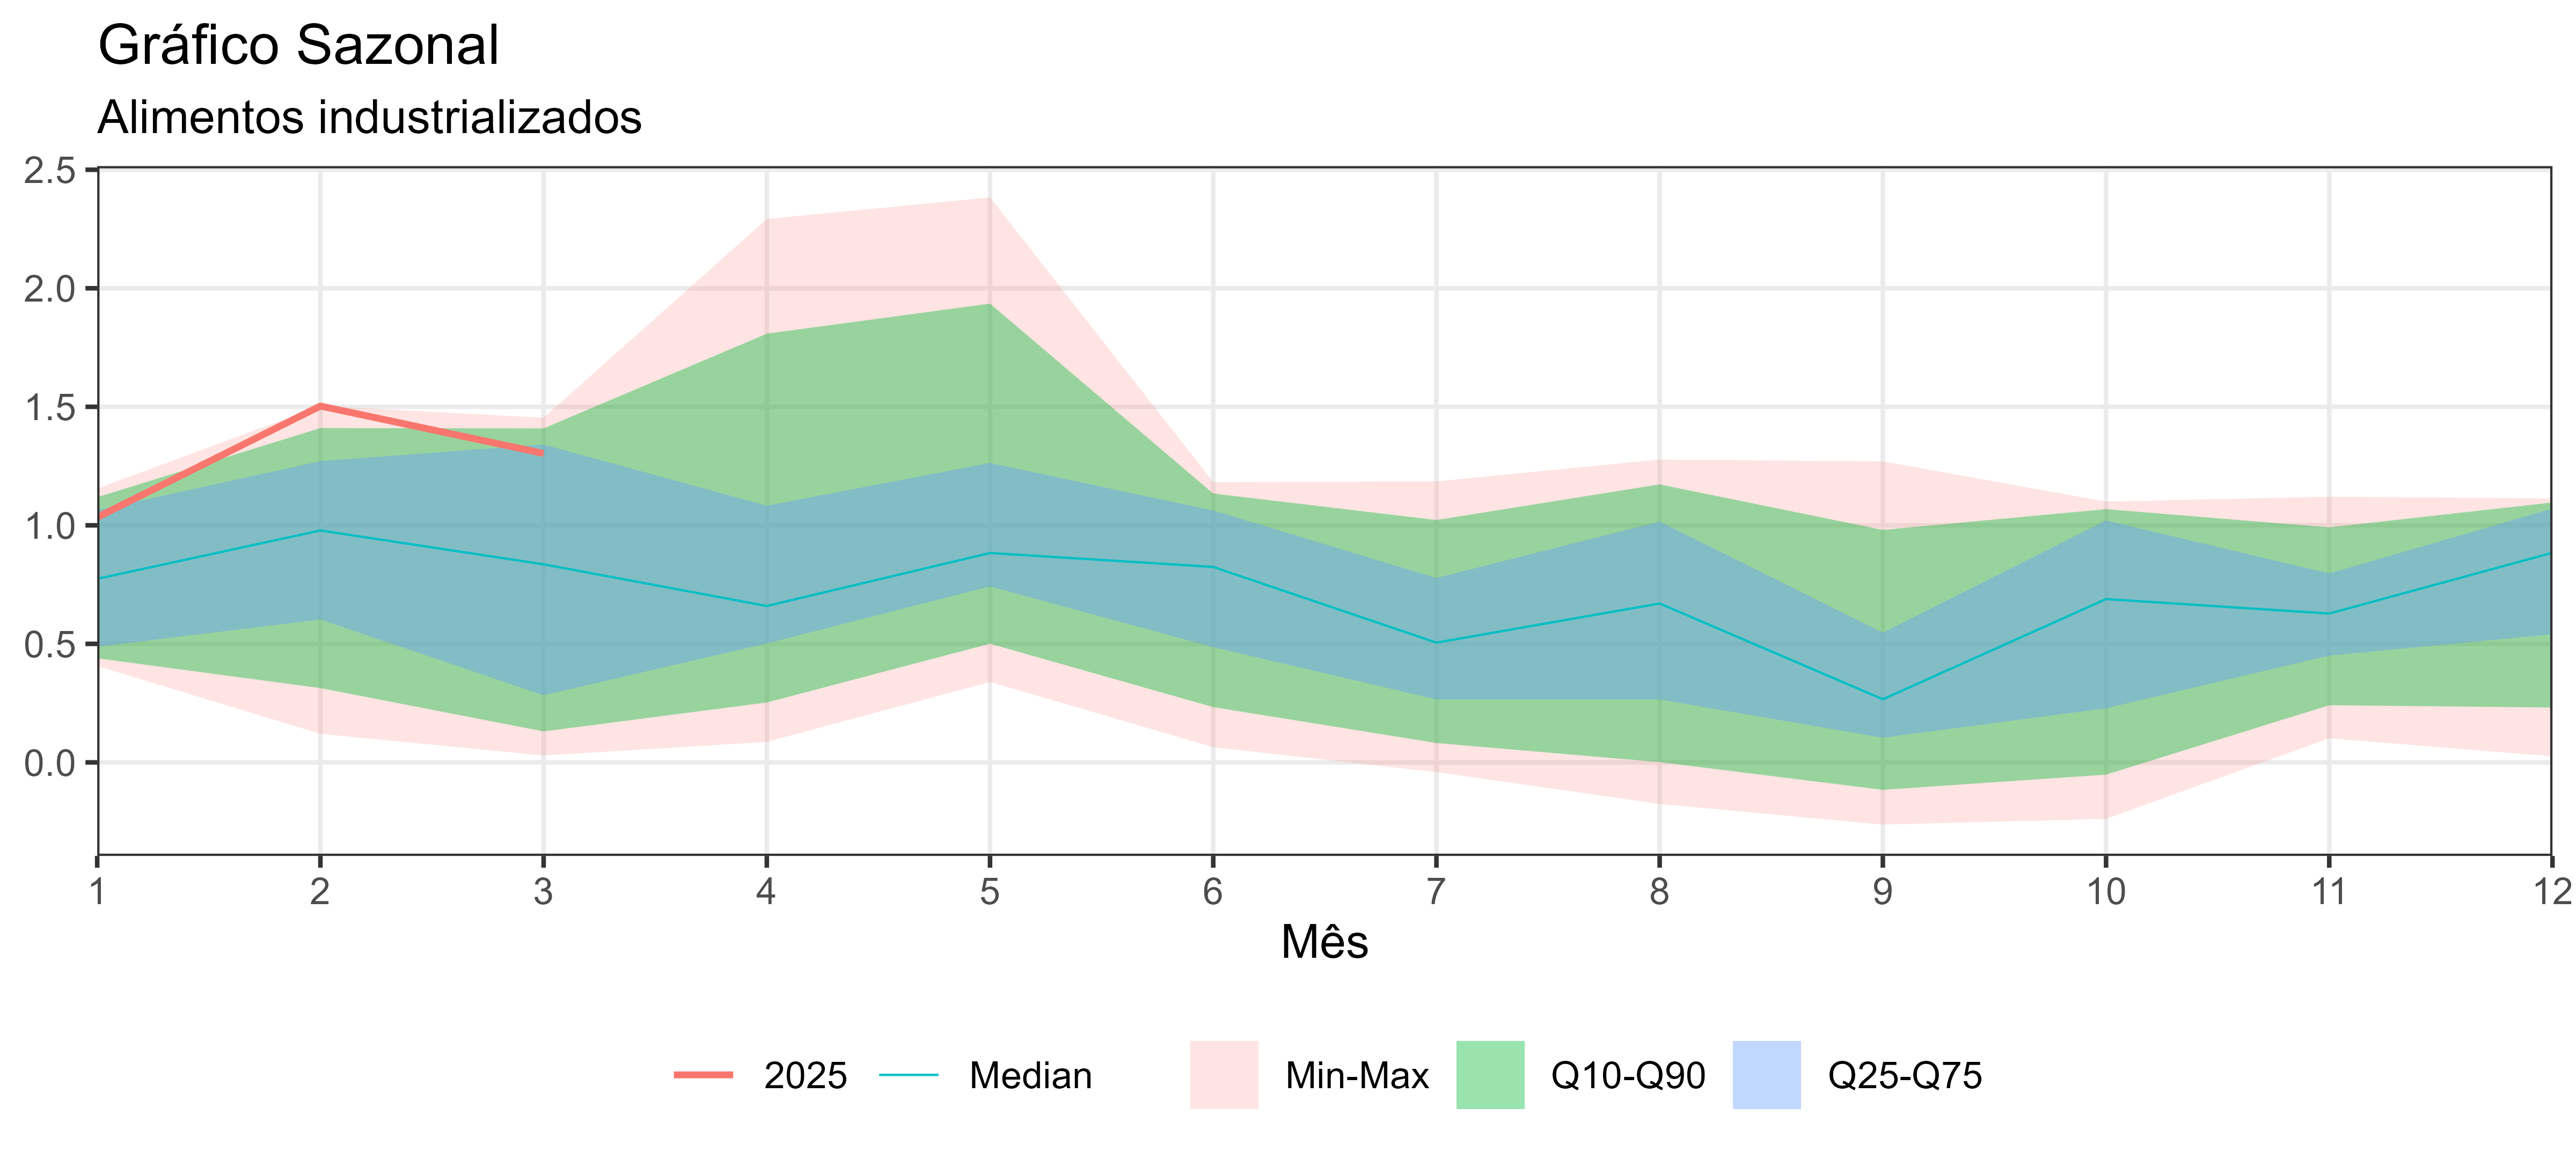 Gráfico Sazonal
Alimentos industrializados
2.5
2.0
1.5
1.0
0.5
0.0
1 2 3 4 5 6 7 8 9 10 11 12
Mês
2025 Median Min-Max Q10-Q90 Q25-Q75